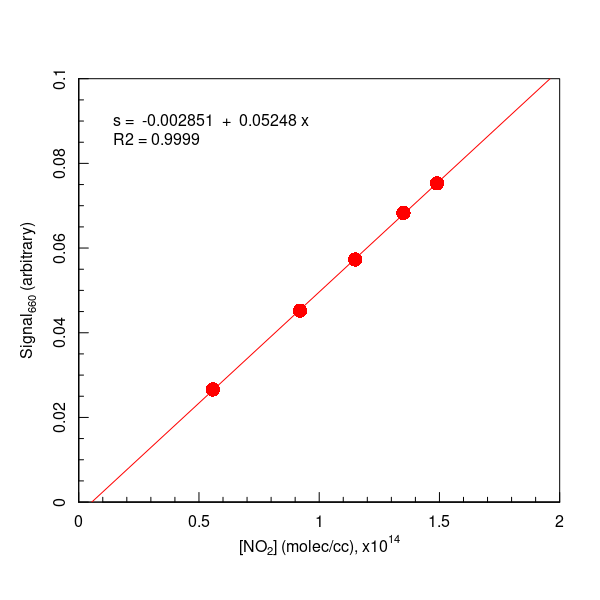 s = -0.002851 + 0.05248 x
R2 = 0.9999
0.1
0.08
0.06
0.04
0.02
0
Signal660 (arbitrary)
0 0.5 1 1.5 2
[NO2] (molec/cc), x10^14